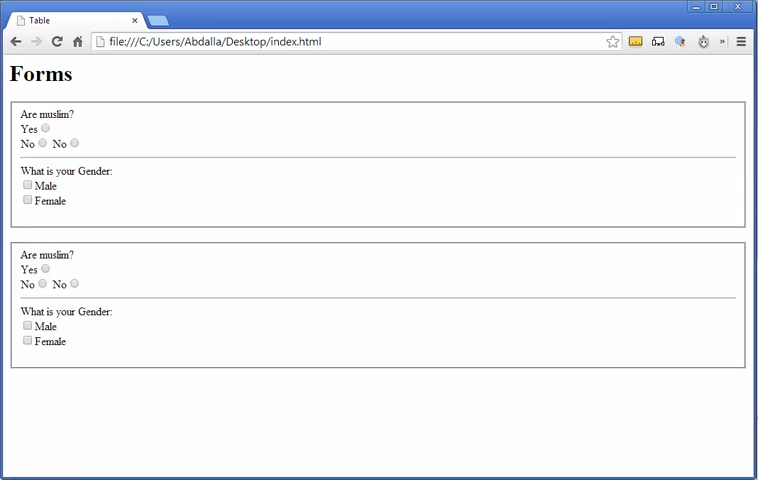 Table
file:///C:/Users/Abdalla/Desktop/index.html
Forms
Are muslim?
Yes
No No
What is your Gender:
Male
Female
Are muslim?
Yes
No No
What is your Gender:
Male
Female